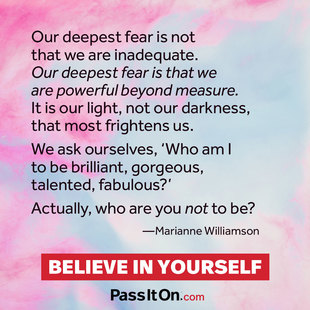 Our deepest fear is not
that we are inadequate.
Our deepest fear is that we
are powerful beyond measure.
It is our light, not our darkness,
that most frightens us.
We ask ourselves, ‘Who am I
to be brilliant, gorgeous,
talented, fabulous?‘
Actually, who are you not to be?
—Marianne Williamson
BELIEVE IN YOURSELF
PassItOn.com